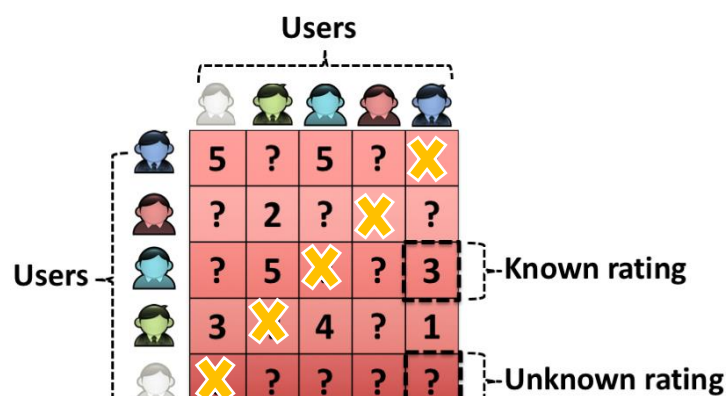 Users
5 ? 5 ?
? 2 ? ?
Users ? 5 ? 3 Known rating
3 4 ? 1
? ? ? ? Unknown rating